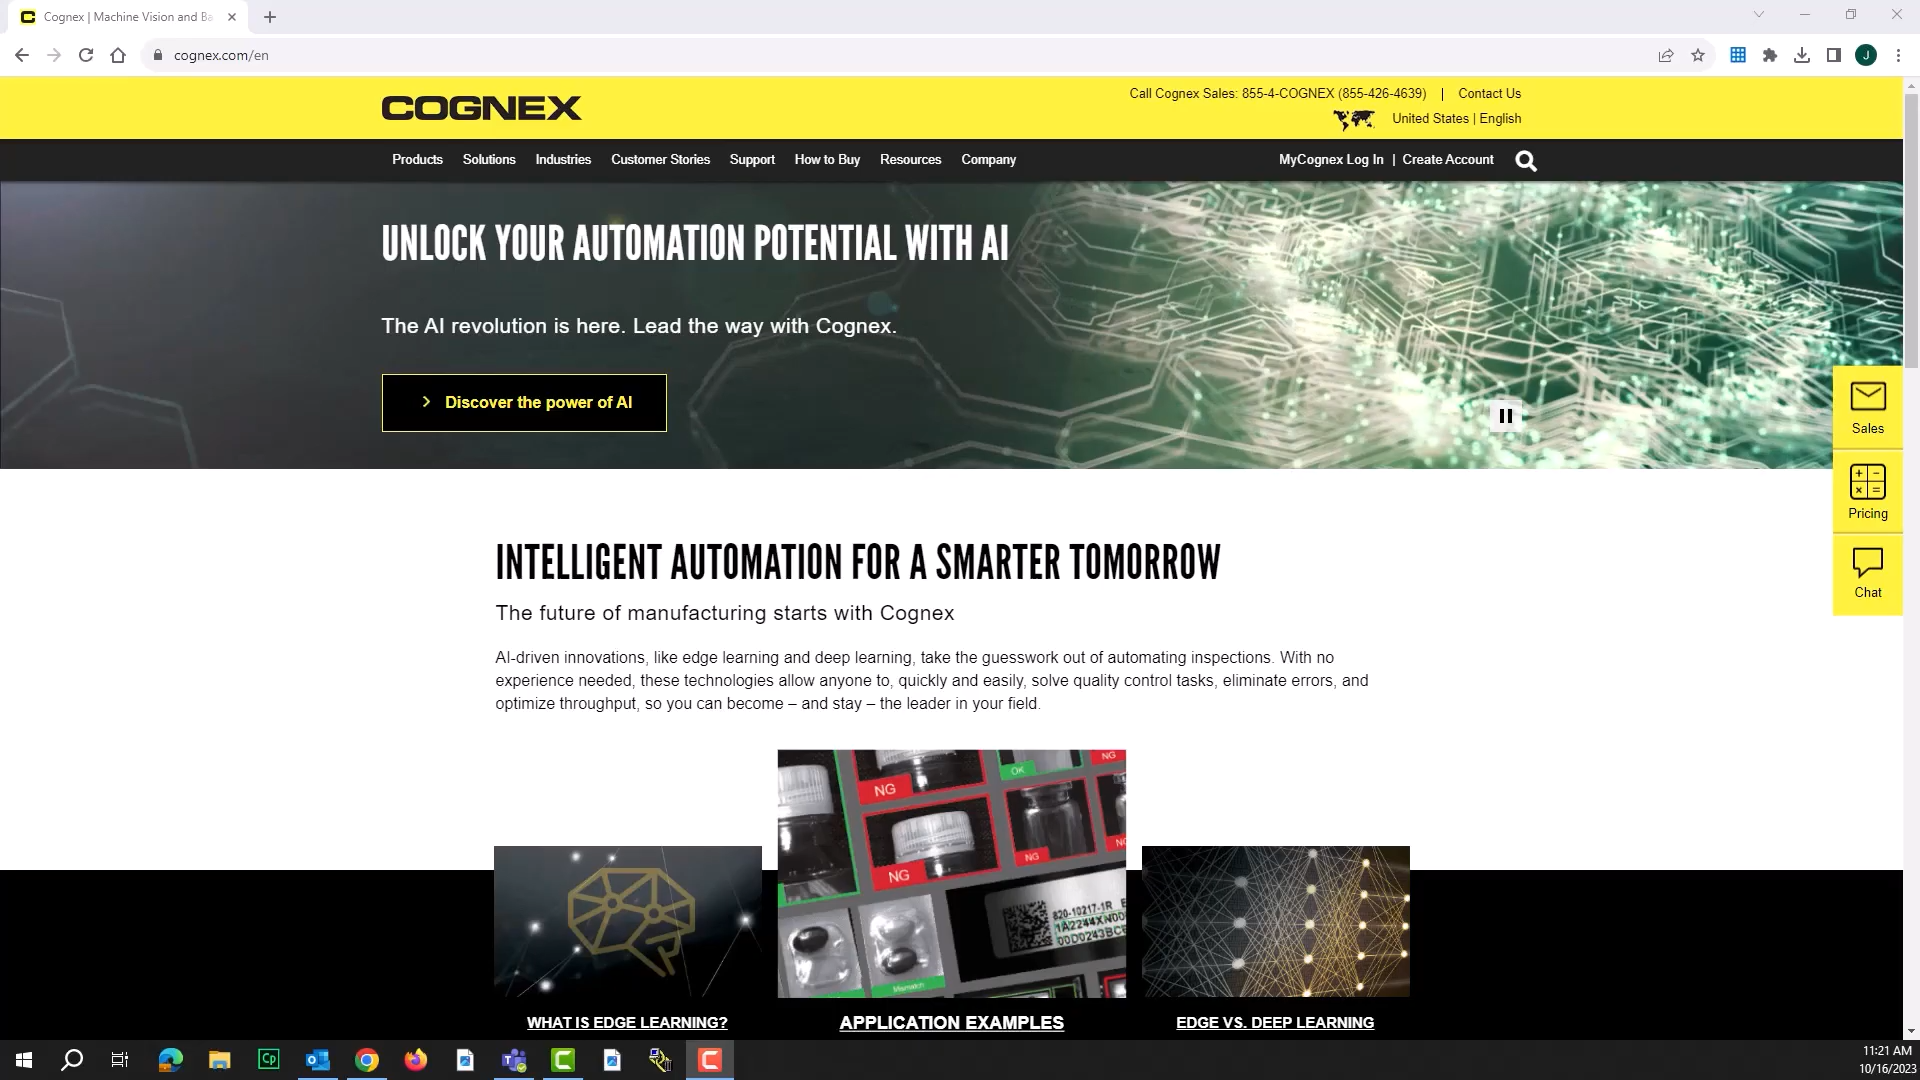 Cognex | Machine Vision and Ba
cognex.com/en
J
COGNEX
Call Cognex Sales: 855-4-COGNEX (855-426-4639) | Contact Us
United States | English
Products Solutions Industries Customer Stories Support How to Buy Resources Company
MyCognex Log In | Create Account
UNLOCK YOUR AUTOMATION POTENTIAL WITH AI
The AI revolution is here. Lead the way with Cognex.
Discover the power of AI
Sales
Pricing
Chat
INTELLIGENT AUTOMATION FOR A SMARTER TOMORROW
The future of manufacturing starts with Cognex
AI-driven innovations, like edge learning and deep learning, take the guesswork out of automating inspections. With no
experience needed, these technologies allow anyone to, quickly and easily, solve quality control tasks, eliminate errors, and
optimize throughput, so you can become – and stay – the leader in your field.
NG
OK
NG
NG
NG
NG
820-10217-1R
Mismatch
WHAT IS EDGE LEARNING?
APPLICATION EXAMPLES
EDGE VS. DEEP LEARNING
Cp
11:21 AM
10/16/2023